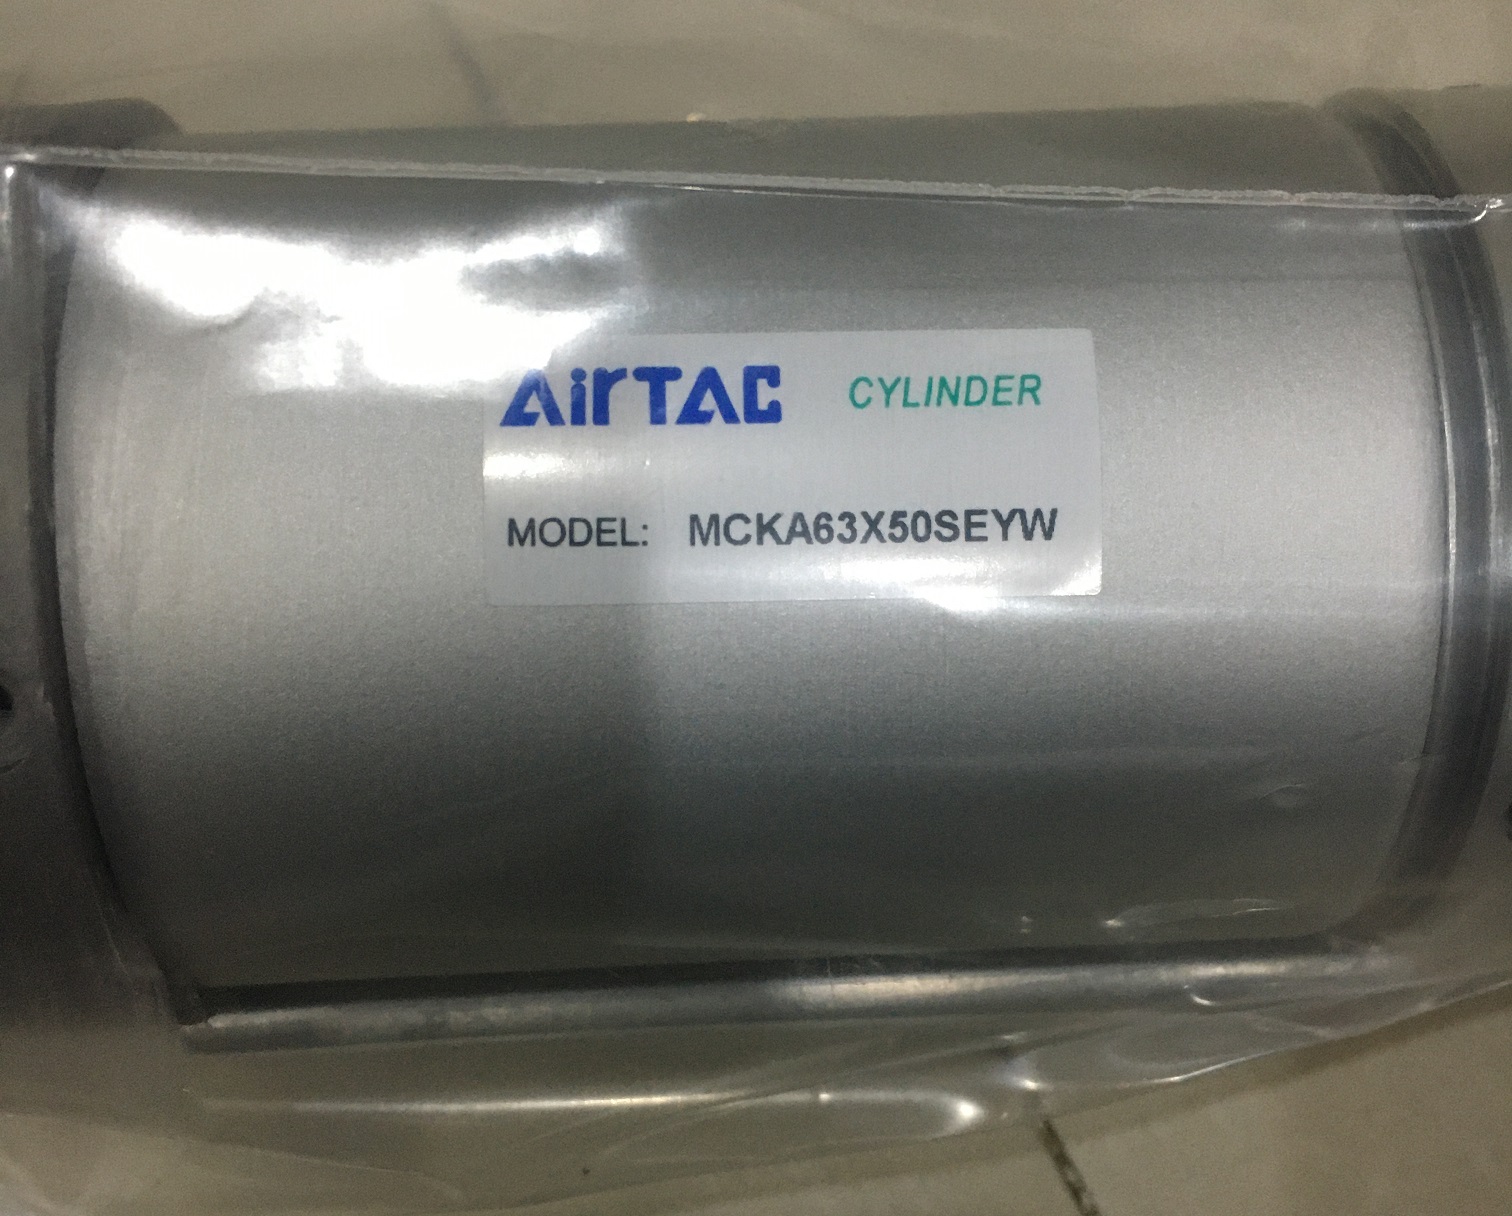 AirTAC CYLINDER
MODEL: MCKA63X50SEYW